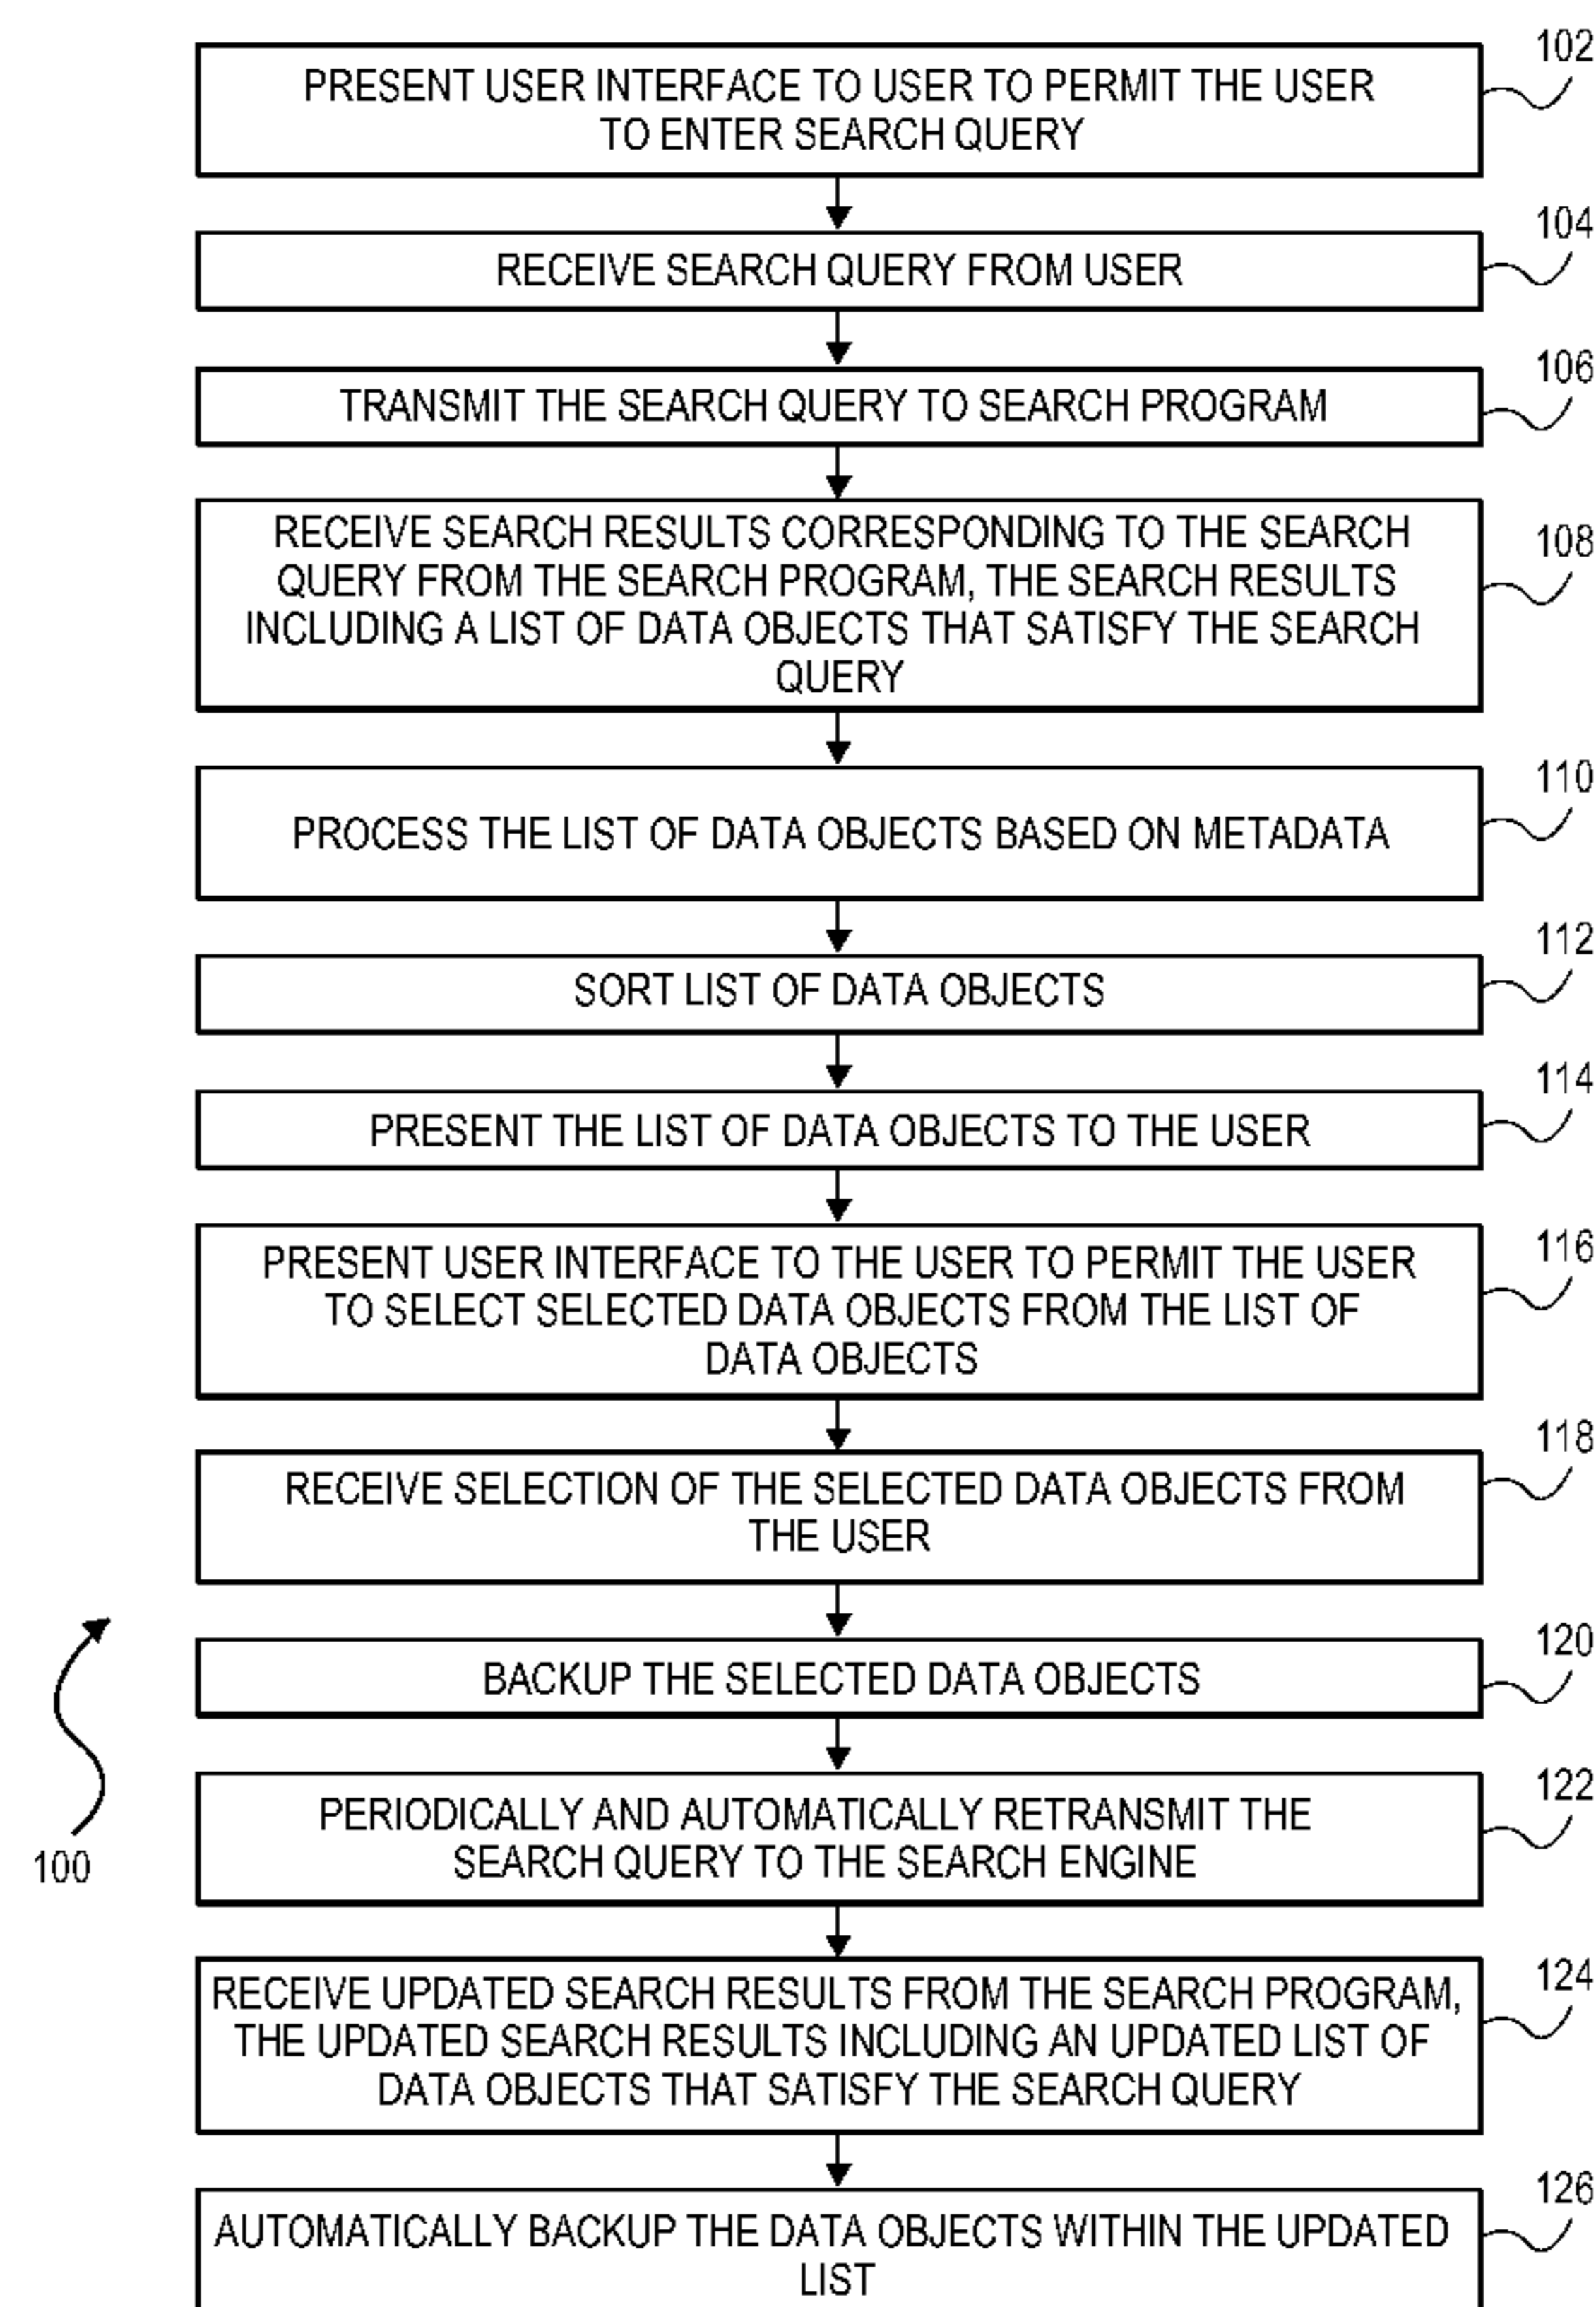 102
PRESENT USER INTERFACE TO USER TO PERMIT THE USER
TO ENTER SEARCH QUERY
104
RECEIVE SEARCH QUERY FROM USER
106
TRANSMIT THE SEARCH QUERY TO SEARCH PROGRAM
108
RECEIVE SEARCH RESULTS CORRESPONDING TO THE SEARCH
QUERY FROM THE SEARCH PROGRAM, THE SEARCH RESULTS
INCLUDING A LIST OF DATA OBJECTS THAT SATISFY THE SEARCH
QUERY
110
PROCESS THE LIST OF DATA OBJECTS BASED ON METADATA
112
SORT LIST OF DATA OBJECTS
114
PRESENT THE LIST OF DATA OBJECTS TO THE USER
116
PRESENT USER INTERFACE TO THE USER TO PERMIT THE USER
TO SELECT SELECTED DATA OBJECTS FROM THE LIST OF
DATA OBJECTS
118
RECEIVE SELECTION OF THE SELECTED DATA OBJECTS FROM
THE USER
120
BACKUP THE SELECTED DATA OBJECTS
122
PERIODICALLY AND AUTOMATICALLY RETRANSMIT THE
SEARCH QUERY TO THE SEARCH ENGINE
100
124
RECEIVE UPDATED SEARCH RESULTS FROM THE SEARCH PROGRAM,
THE UPDATED SEARCH RESULTS INCLUDING AN UPDATED LIST OF
DATA OBJECTS THAT SATISFY THE SEARCH QUERY
126
AUTOMATICALLY BACKUP THE DATA OBJECTS WITHIN THE UPDATED
LIST